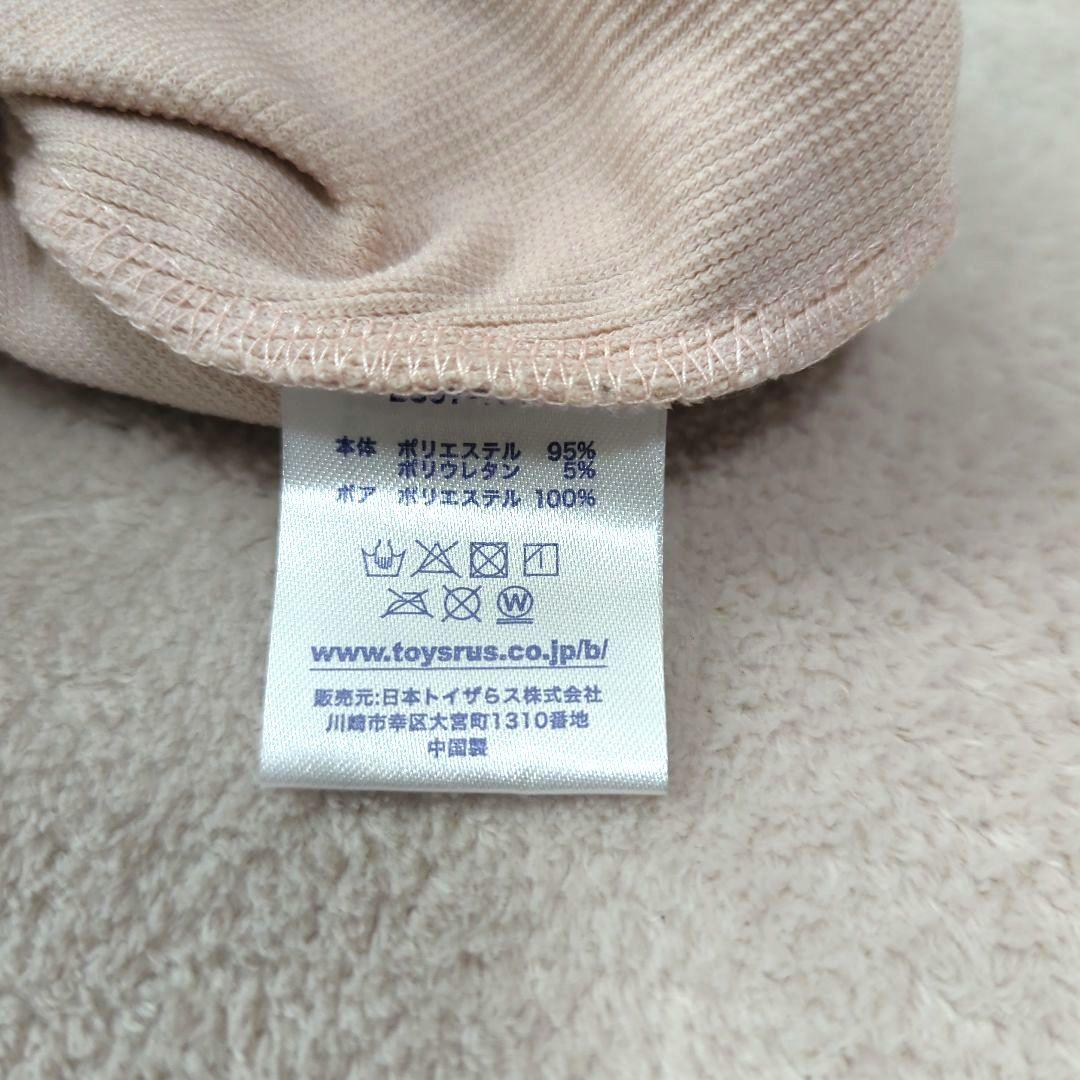 本体 ポリエステル 95%
ポリウレタン 5%
ボア ポリエステル 100%
W
www.toysrus.co.jp/b/
販売元:日本トイザらス株式会社
川崎市幸区大宮町1310番地
中国製